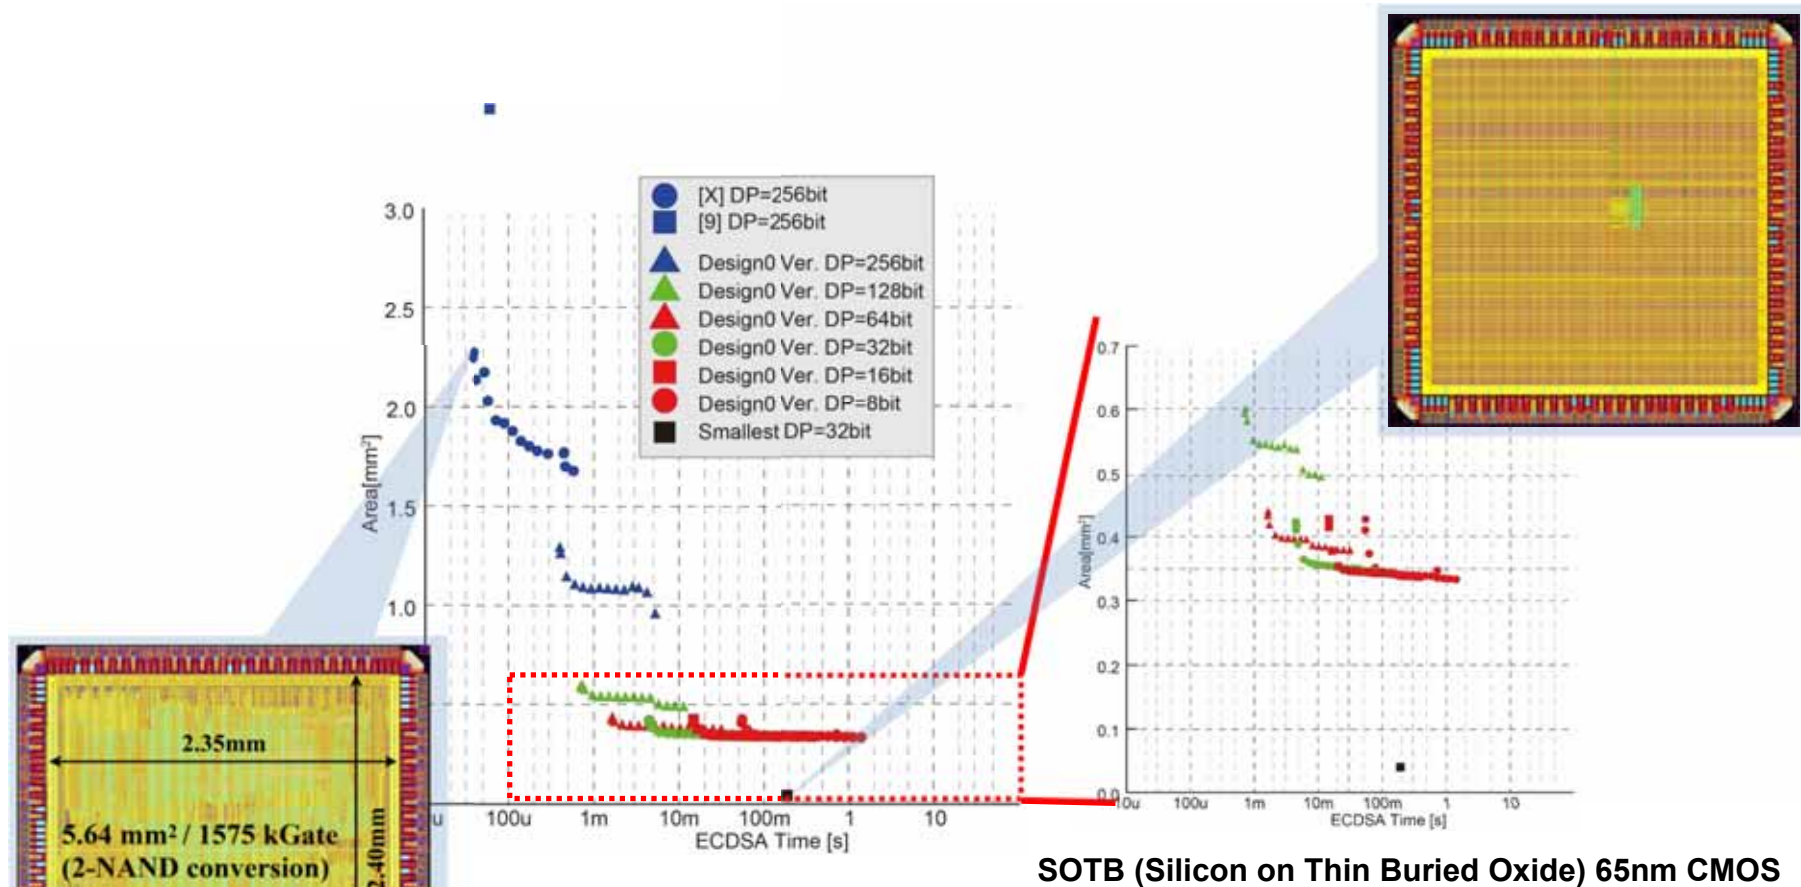 [X] DP=256bit
[9] DP=256bit
Design0 Ver. DP=256bit
Design0 Ver. DP=128bit
Design0 Ver. DP=64bit
Design0 Ver. DP=32bit
Design0 Ver. DP=16bit
Design0 Ver. DP=8bit
Smallest DP=32bit
3.0
2.5
2.0
1.5
1.0
Area[mm²]
u
100u
1m
10m
100m
1
10
ECDSA Time [s]
0.7
0.6
0.5
0.4
0.3
0.2
0.1
0.0
Area[mm²]
10u
100u
1m
10m
100m
1
10
ECDSA Time [s]
2.35mm
2.40mm
5.64 mm² / 1575 kGate
(2-NAND conversion)
SOTB (Silicon on Thin Buried Oxide) 65nm CMOS